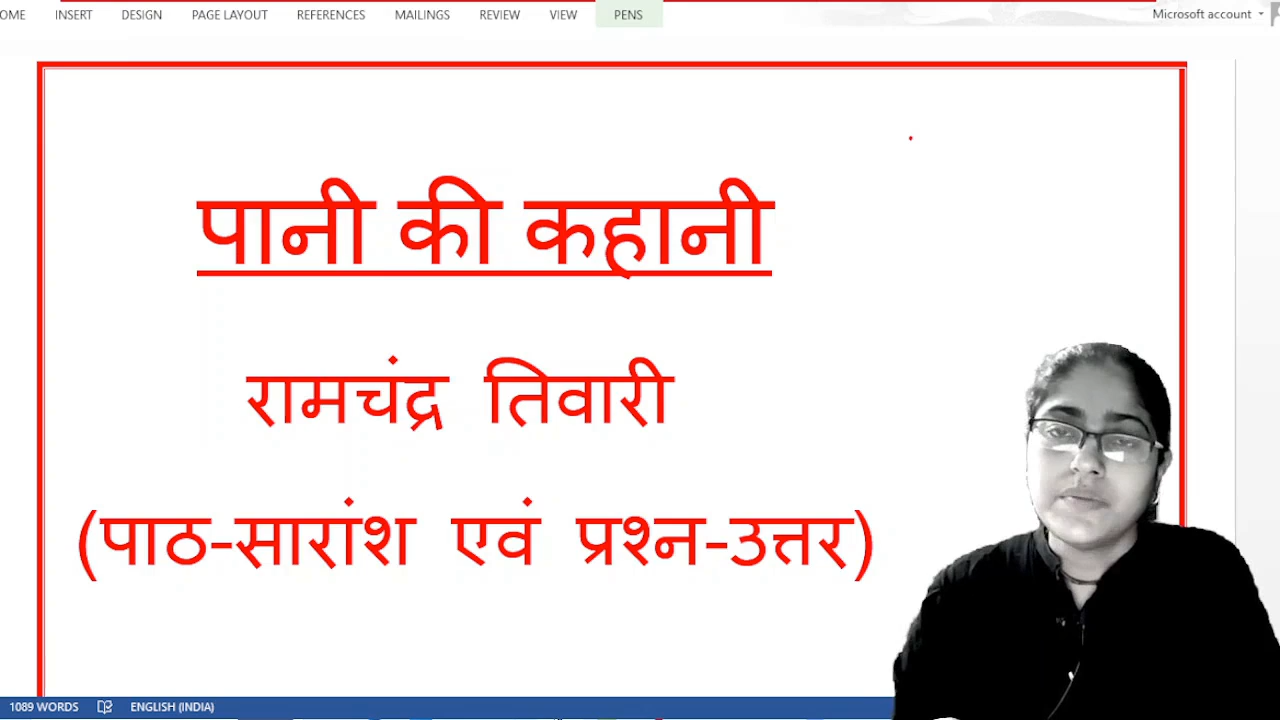 OME INSERT DESIGN PAGE LAYOUT REFERENCES MAILINGS REVIEW VIEW PENS Microsoft account
पानी की कहानी
रामचंद्र तिवारी
(पाठ-सारांश एवं प्रश्न-उत्तर)
1089 WORDS ENGLISH (INDIA)